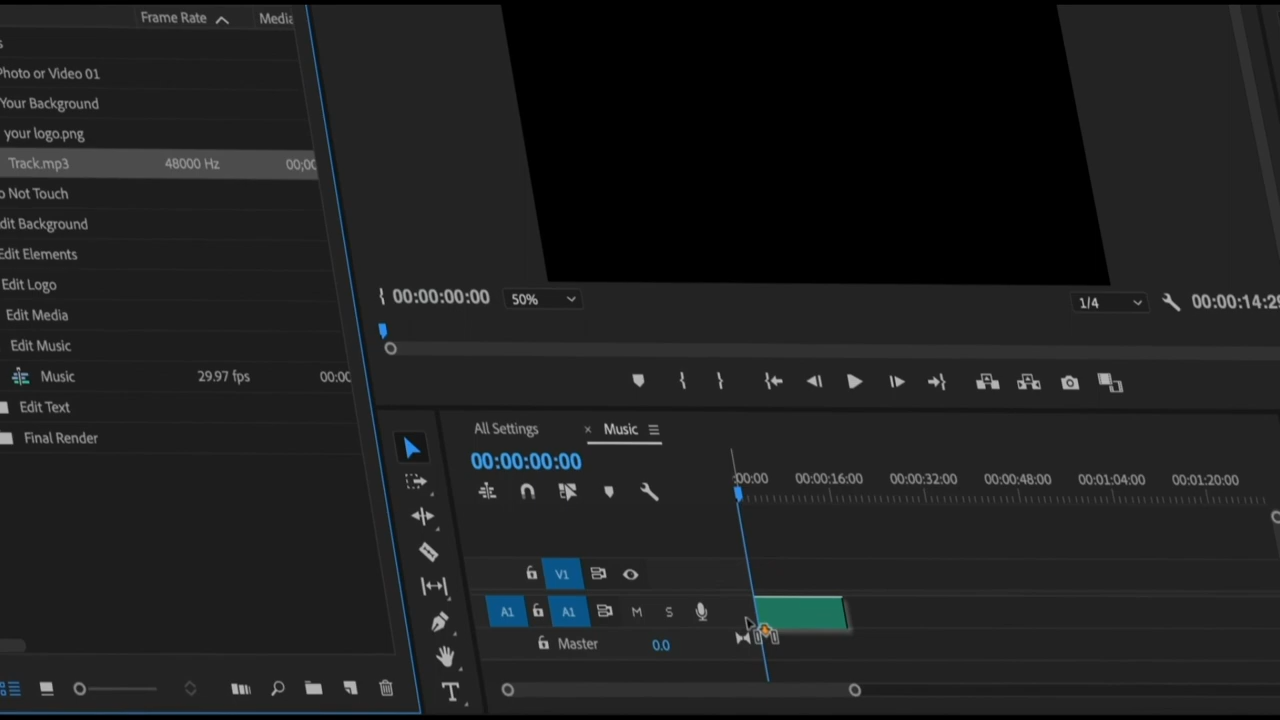 Frame Rate Media
s
Photo or Video 01
Your Background
your logo.png
Track.mp3 48000 Hz 00;00
o Not Touch
dit Background
Edit Elements
Edit Logo
Edit Media
Edit Music
Music 29.97 fps 00:00
Edit Text
Final Render
00:00:00:00 50% 1/4 00:00:14:29
All Settings × Music
00:00:00:00
:00:00 00:00:16:00 00:00:32:00 00:00:48:00 00:01:04:00 00:01:20:00
V1
A1 A1 M S
Master 0.0